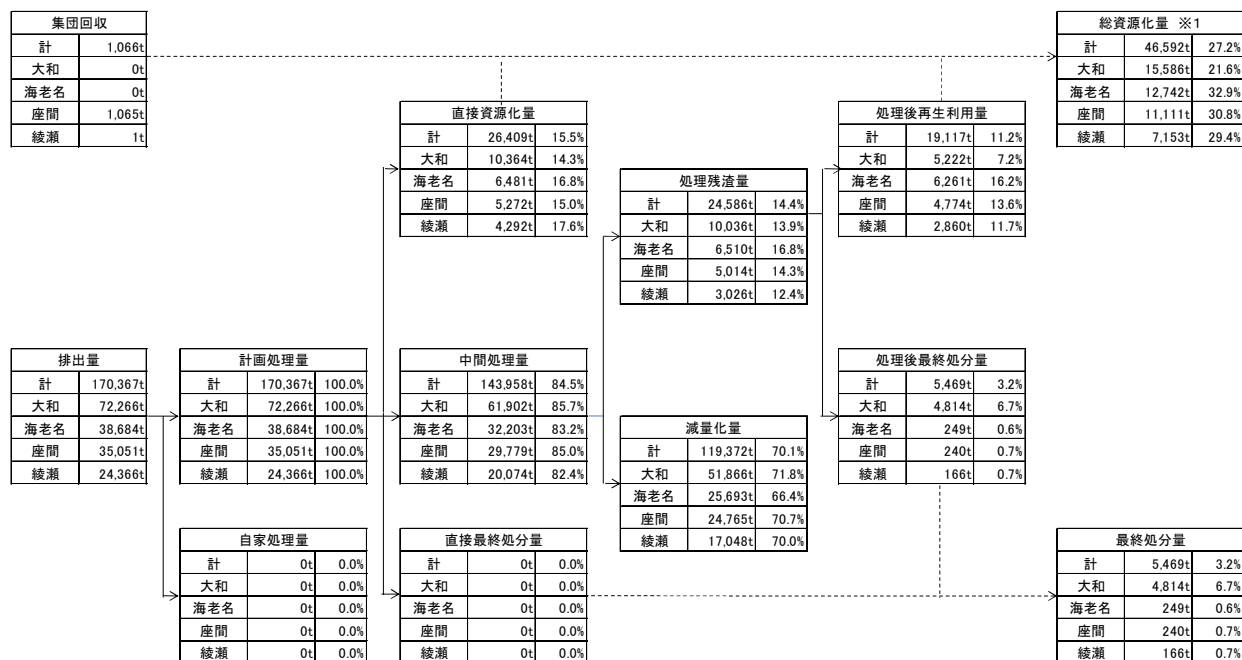 集団回収
計 1,066t
大和 0t
海老名 0t
座間 1,065t
綾瀬 1t
総資源化量 ※1
計 46,592t 27.2%
大和 15,586t 21.6%
海老名 12,742t 32.9%
座間 11,111t 30.8%
綾瀬 7,153t 29.4%
直接資源化量
計 26,409t 15.5%
大和 10,364t 14.3%
海老名 6,481t 16.8%
座間 5,272t 15.0%
綾瀬 4,292t 17.6%
処理後再生利用量
計 19,117t 11.2%
大和 5,222t 7.2%
海老名 6,261t 16.2%
座間 4,774t 13.6%
綾瀬 2,860t 11.7%
処理残渣量
計 24,586t 14.4%
大和 10,036t 13.9%
海老名 6,510t 16.8%
座間 5,014t 14.3%
綾瀬 3,026t 12.4%
排出量
計 170,367t
大和 72,266t
海老名 38,684t
座間 35,051t
綾瀬 24,366t
計画処理量
計 170,367t 100.0%
大和 72,266t 100.0%
海老名 38,684t 100.0%
座間 35,051t 100.0%
綾瀬 24,366t 100.0%
中間処理量
計 143,958t 84.5%
大和 61,902t 85.7%
海老名 32,203t 83.2%
座間 29,779t 85.0%
綾瀬 20,074t 82.4%
処理後最終処分量
計 5,469t 3.2%
大和 4,814t 6.7%
海老名 249t 0.6%
座間 240t 0.7%
綾瀬 166t 0.7%
減量化量
計 119,372t 70.1%
大和 51,866t 71.8%
海老名 25,693t 66.4%
座間 24,765t 70.7%
綾瀬 17,048t 70.0%
自家処理量
計 0t 0.0%
大和 0t 0.0%
海老名 0t 0.0%
座間 0t 0.0%
綾瀬 0t 0.0%
直接最終処分量
計 0t 0.0%
大和 0t 0.0%
海老名 0t 0.0%
座間 0t 0.0%
綾瀬 0t 0.0%
最終処分量
計 5,469t 3.2%
大和 4,814t 6.7%
海老名 249t 0.6%
座間 240t 0.7%
綾瀬 166t 0.7%